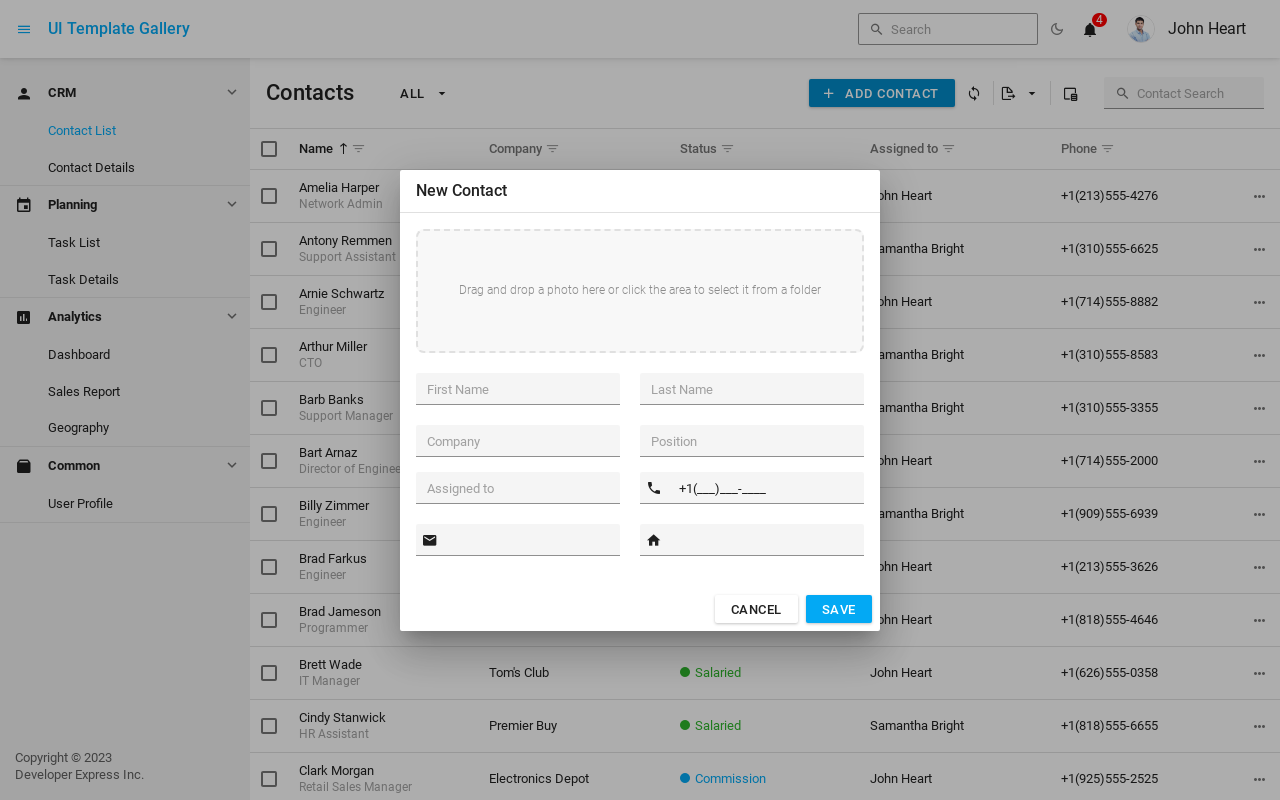 UI Template Gallery
Search
4
John Heart
CRM
Contact List
Contact Details
Planning
Task List
Task Details
Analytics
Dashboard
Sales Report
Geography
Common
User Profile
Copyright © 2023
Developer Express Inc.
Contacts
ALL
ADD CONTACT
Contact Search
Name
Company
Status
Assigned to
Phone
Amelia Harper
Network Admin
ohn Heart
+1(213)555-4276
Antony Remmen
Support Assistant
amantha Bright
+1(310)555-6625
Arnie Schwartz
Engineer
ohn Heart
+1(714)555-8882
Arthur Miller
CTO
amantha Bright
+1(310)555-8583
Barb Banks
Support Manager
amantha Bright
+1(310)555-3355
Bart Arnaz
Director of Enginee
ohn Heart
+1(714)555-2000
Billy Zimmer
Engineer
amantha Bright
+1(909)555-6939
Brad Farkus
Engineer
ohn Heart
+1(213)555-3626
Brad Jameson
Programmer
ohn Heart
+1(818)555-4646
Brett Wade
IT Manager
Tom's Club
Salaried
John Heart
+1(626)555-0358
Cindy Stanwick
HR Assistant
Premier Buy
Salaried
Samantha Bright
+1(818)555-6655
Clark Morgan
Retail Sales Manager
Electronics Depot
Commission
John Heart
+1(925)555-2525
New Contact
Drag and drop a photo here or click the area to select it from a folder
First Name
Last Name
Company
Position
Assigned to
+1(___)___-____
CANCEL
SAVE